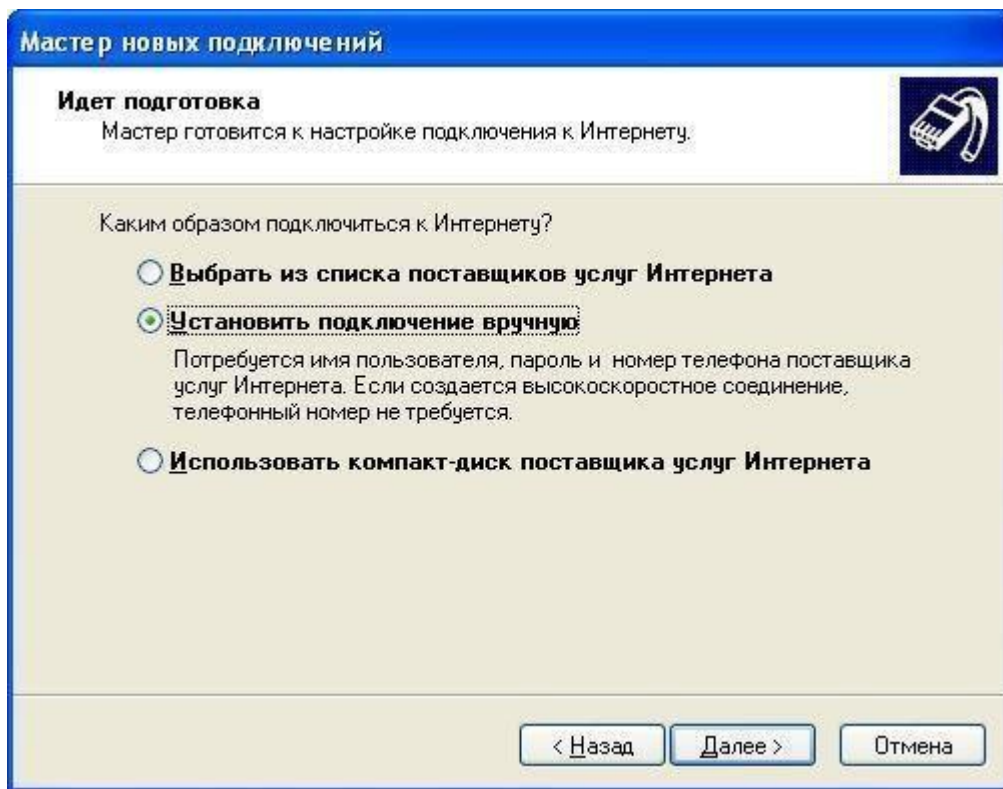 Мастер новых подключений
Идет подготовка
Мастер готовится к настройке подключения к Интернету.
Каким образом подключиться к Интернету?
Выбрать из списка поставщиков услуг Интернета
Установить подключение вручную
Потребуется имя пользователя, пароль и номер телефона поставщика
услуг Интернета. Если создается высокоскоростное соединение,
телефонный номер не требуется.
Использовать компакт-диск поставщика услуг Интернета
< Назад Далее > Отмена